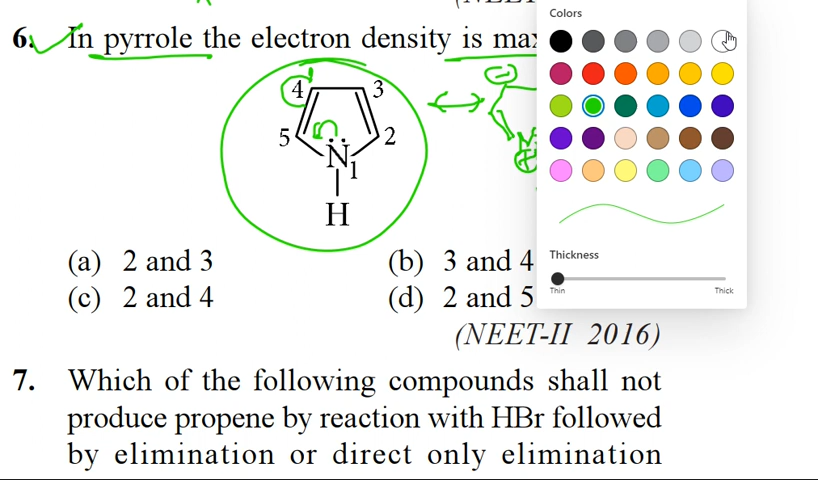 Colors
6. In pyrrole the electron density is max
4 3
5 2
N 1
H
Thickness
Thin Thick
(a) 2 and 3 (b) 3 and 4
(c) 2 and 4 (d) 2 and 5
(NEET-II 2016)
7. Which of the following compounds shall not
produce propene by reaction with HBr followed
by elimination or direct only elimination